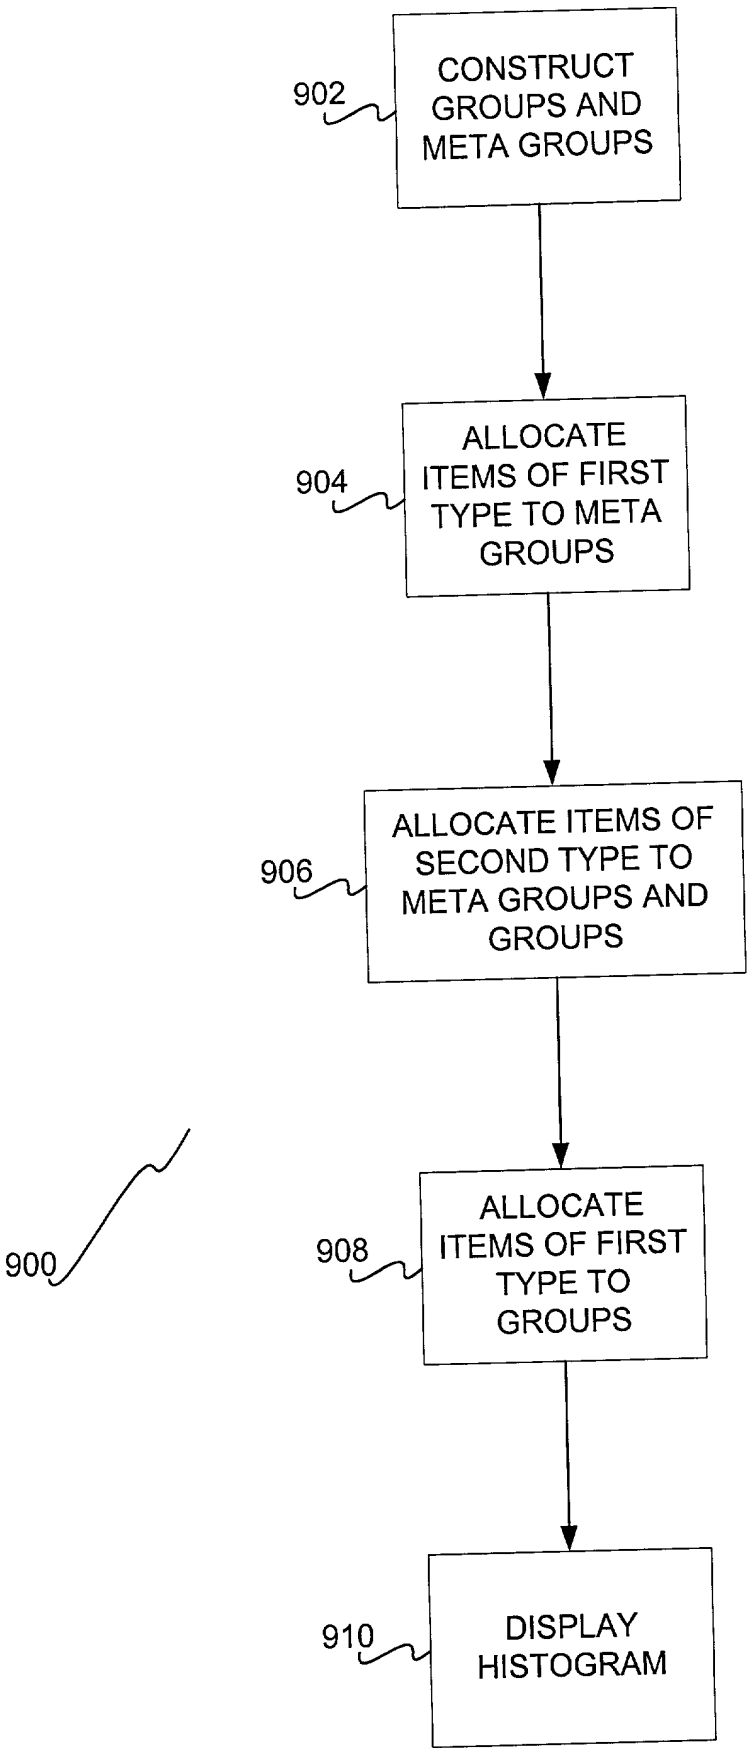 902
CONSTRUCT
GROUPS AND
META GROUPS
904
ALLOCATE
ITEMS OF FIRST
TYPE TO META
GROUPS
906
ALLOCATE ITEMS OF
SECOND TYPE TO
META GROUPS AND
GROUPS
900
908
ALLOCATE
ITEMS OF FIRST
TYPE TO
GROUPS
910
DISPLAY
HISTOGRAM